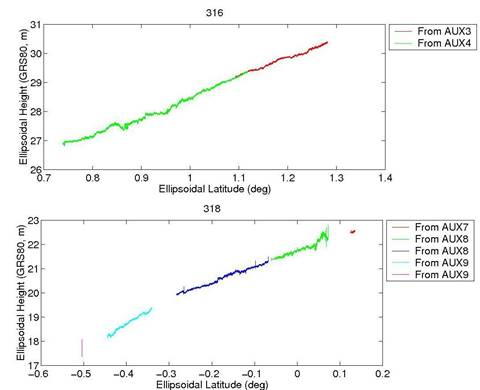 316
31
30
29
28
27
26
Ellipsoidal Height (GRS80, m)
0.7 0.8 0.9 1 1.1 1.2 1.3 1.4
Ellipsoidal Latitude (deg)
From AUX3
From AUX4
318
23
22
21
20
19
18
17
Ellipsoidal Height (GRS80, m)
−0.6 −0.5 −0.4 −0.3 −0.2 −0.1 0 0.1 0.2
Ellipsoidal Latitude (deg)
From AUX7
From AUX8
From AUX8
From AUX9
From AUX9